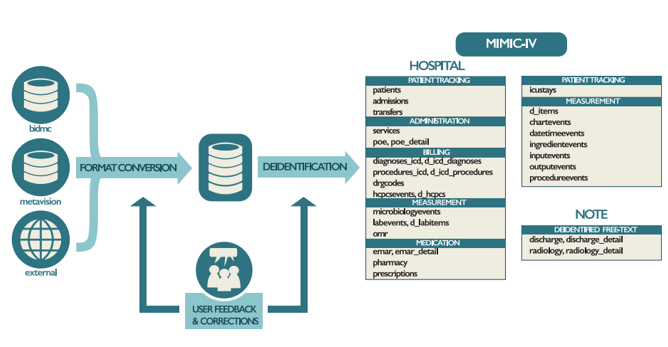 MIMIC-IV
HOSPITAL
bidmc
metavision
external
FORMAT CONVERSION
DEIDENTIFICATION
USER FEEDBACK
& CORRECTIONS
PATIENT TRACKING
patients
admissions
transfers
ADMINISTRATION
services
poe, poe_detail
BILLING
diagnoses_icd, d_icd_diagnoses
procedures_icd, d_icd_procedures
drgcodes
hcpcsevents, d_hcpcs
MEASUREMENT
microbiologyevents
labevents, d_labitems
omr
MEDICATION
emar, emar_detail
pharmacy
prescriptions
PATIENT TRACKING
icustays
MEASUREMENT
d_items
chartevents
datetimeevents
ingredientevents
inputevents
outputevents
procedureevents
NOTE
DEIDENTIFIED FREE-TEXT
discharge, discharge_detail
radiology, radiology_detail